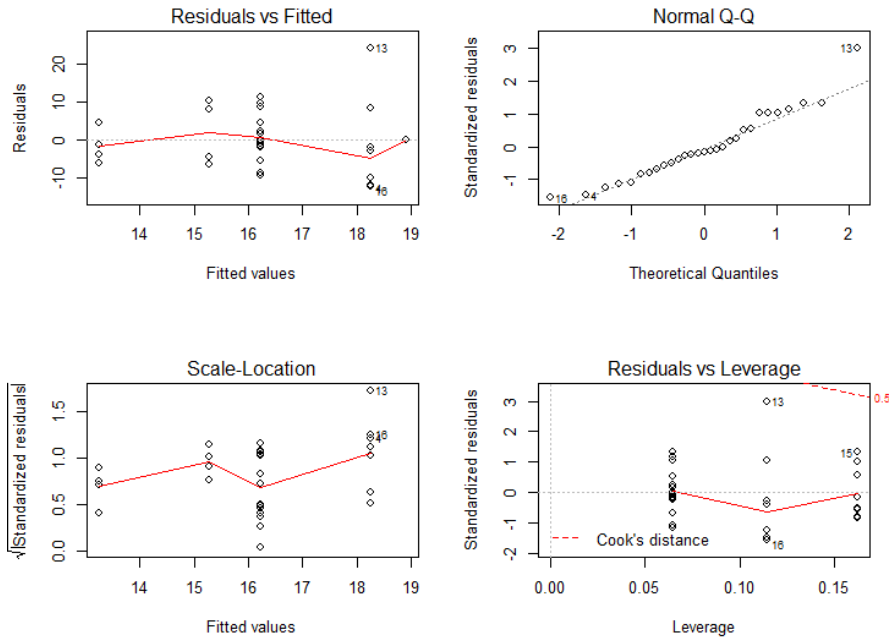 Residuals vs Fitted
Residuals
20
10
0
-10
13
4
16
14 15 16 17 18 19
Fitted values
Normal Q-Q
Standardized residuals
3
2
1
0
-1
13
16
4
-2 -1 0 1 2
Theoretical Quantiles
Scale-Location
√|Standardized residuals|
1.5
1.0
0.5
0.0
13
16
4
14 15 16 17 18 19
Fitted values
Residuals vs Leverage
Standardized residuals
3
2
1
0
-1
-2
13
0.5
15
16
Cook's distance
0.00 0.05 0.10 0.15
Leverage